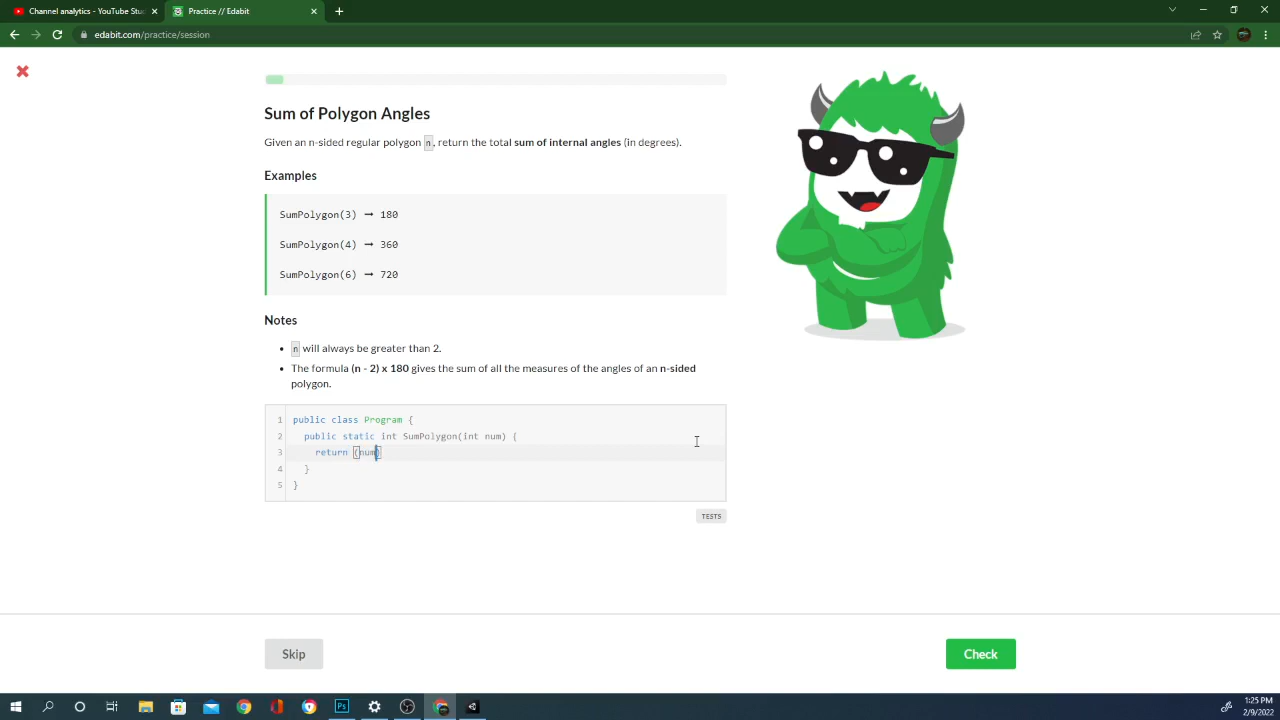 Channel analytics - YouTube Stu
Practice // Edabit
edabit.com/practice/session
Sum of Polygon Angles
Given an n-sided regular polygon n, return the total sum of internal angles (in degrees).
Examples
SumPolygon(3) → 180
SumPolygon(4) → 360
SumPolygon(6) → 720
Notes
• n will always be greater than 2.
• The formula (n - 2) x 180 gives the sum of all the measures of the angles of an n-sided
polygon.
1 public class Program {
2 public static int SumPolygon(int num) {
3 return (num)
4 }
5 }
TESTS
Skip
Check
Ps
1:25 PM
2/9/2022